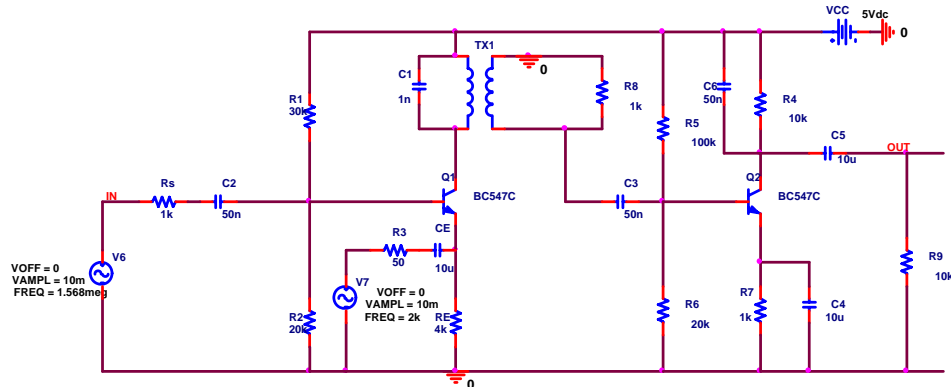 VCC
5Vdc
0
TX1
0
C1
1n
R1
30k
R8
1k
R5
100k
C6
50n
R4
10k
C5
10u
OUT
Q1
BC547C
Q2
BC547C
IN
Rs
1k
C2
50n
C3
50n
R3
50
CE
10u
V6
VOFF = 0
VAMPL = 10m
FREQ = 1.568meg
V7
VOFF = 0
VAMPL = 10m
FREQ = 2k
R9
10k
R2
20k
RE
4k
R6
20k
R7
1k
C4
10u
0